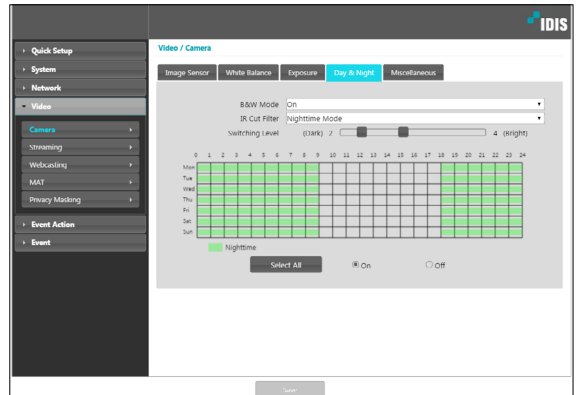 IDIS
Quick Setup
System
Network
Video
Camera
Streaming
Webcasting
MAT
Privacy Masking
Event Action
Event
Video / Camera
Image Sensor White Balance Exposure Day & Night Miscellaneous
B&W Mode On
IR Cut Filter Nighttime Mode
Switching Level (Dark) 2 4 (Bright)
0 1 2 3 4 5 6 7 8 9 10 11 12 13 14 15 16 17 18 19 20 21 22 23 24
Mon
Tue
Wed
Thu
Fri
Sat
Sun
Nighttime
Select All On Off
Save